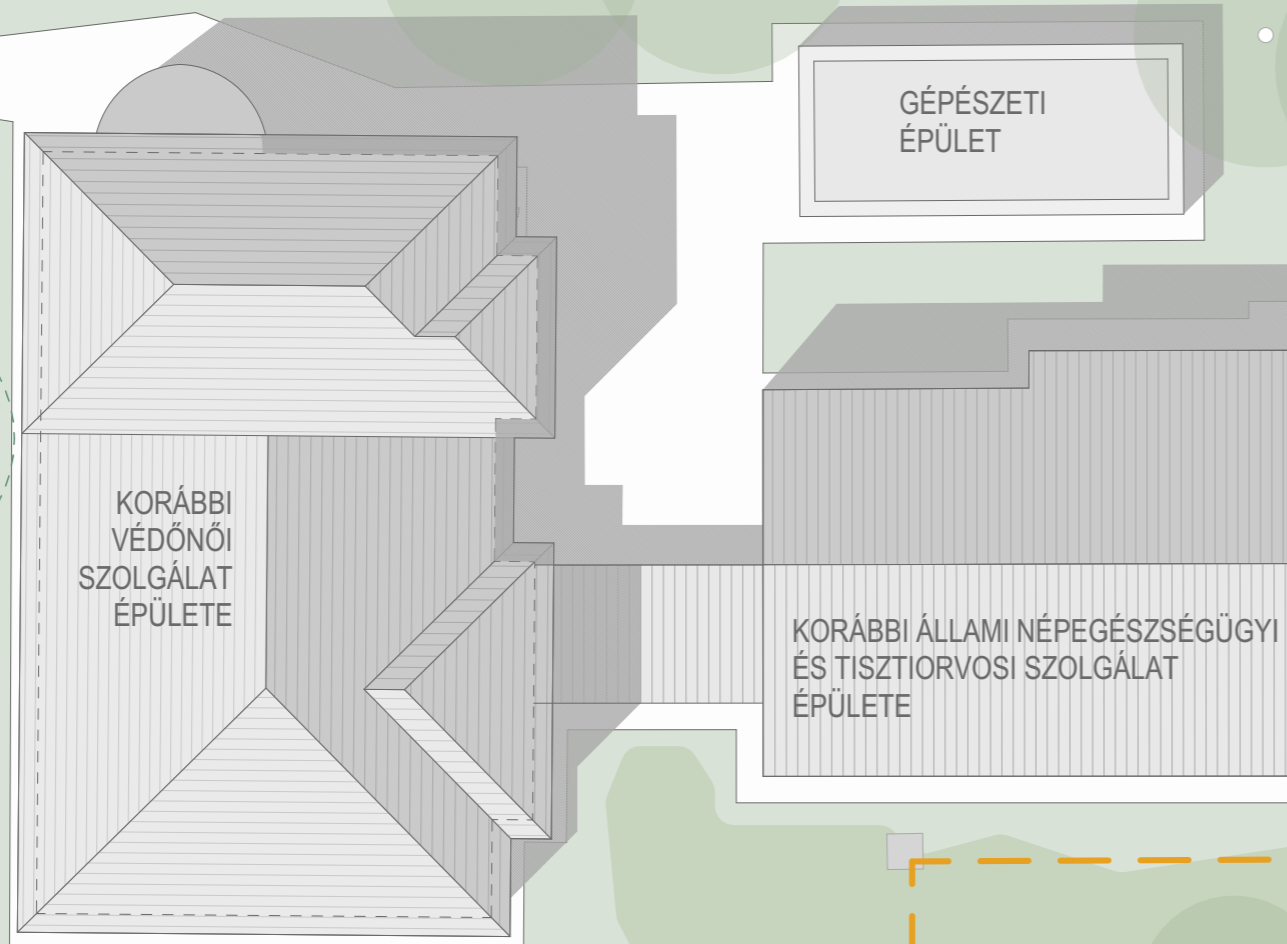 GÉPÉSZETI
ÉPÜLET
KORÁBBI
VÉDŐNŐI
SZOLGÁLAT
ÉPÜLETE
KORÁBBI ÁLLAMI NÉPEGÉSZSÉGÜGYI
ÉS TISZTIORVOSI SZOLGÁLAT
ÉPÜLETE